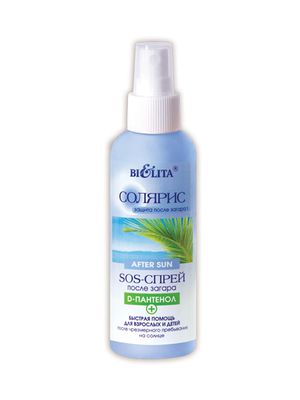 BIELITA®
СОЛЯРИС
защита после загара
AFTER SUN
SOS-СПРЕЙ
после загара
D-ПАНТЕНОЛ
+
БЫСТРАЯ ПОМОЩЬ
ДЛЯ ВЗРОСЛЫХ И ДЕТЕЙ
после чрезмерного пребывания
на солнце